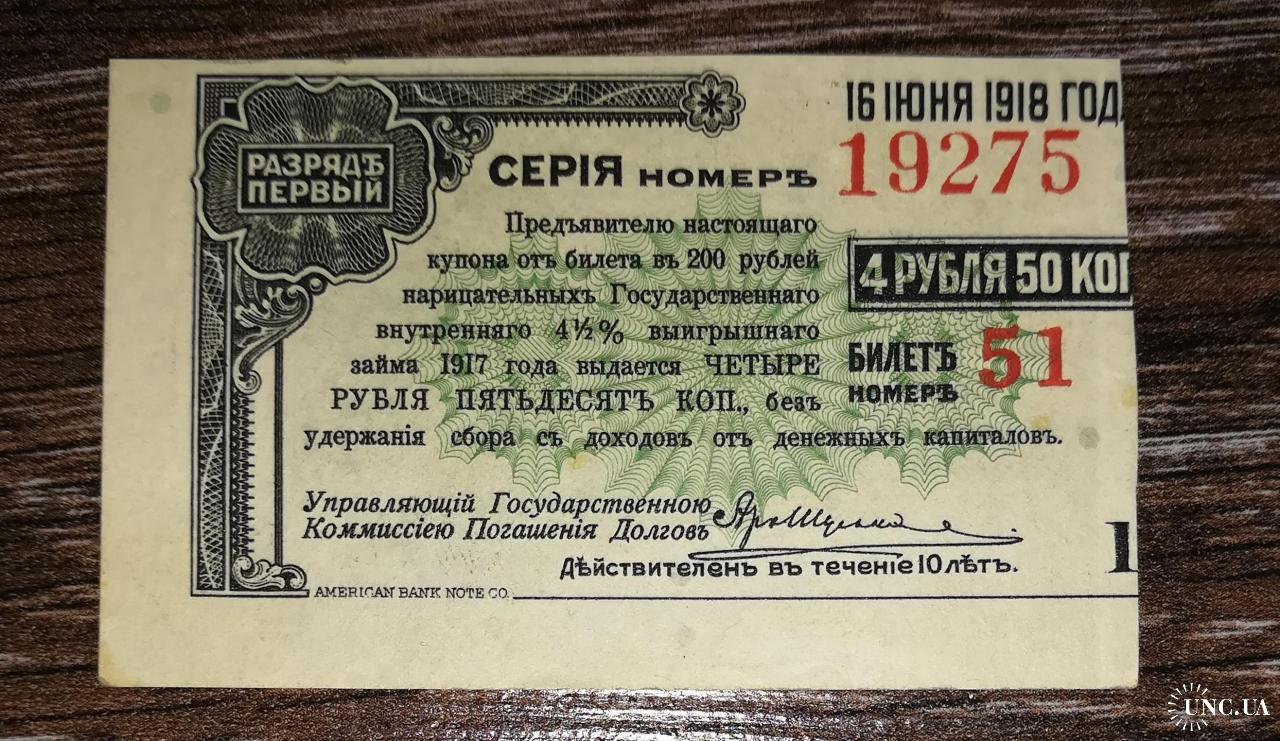 16 IЮНЯ 1918 ГОД
РАЗРЯДЪ
ПЕРВЫЙ
СЕРIЯ НОМЕРЪ 19275
Предъявителю настоящаго
купона отъ билета въ 200 рублей
нарицательныхъ Государственнаго
внутренняго 4½% выигрышнаго
займа 1917 года выдается ЧЕТЫРЕ
РУБЛЯ ПЯТЬДЕСЯТЪ КОП., безъ
удержанія сбора съ доходовъ отъ денежныхъ капиталовъ.
4 РУБЛЯ 50 КОП
БИЛЕТЪ
НОМЕРЪ
51
Управляющій Государственною
Коммиссіею Погашенія Долговъ
Дѣйствителенъ въ теченіе 10 лѣтъ.
1
AMERICAN BANK NOTE CO.
UNC.UA